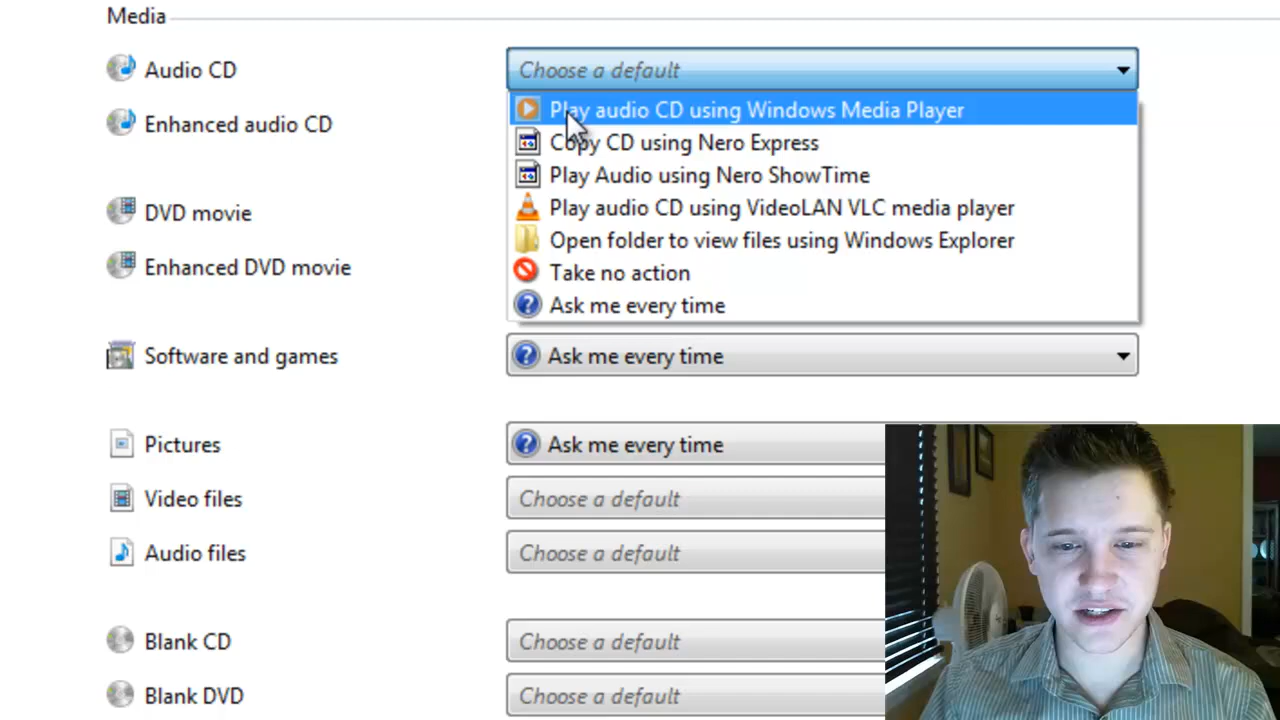 Media
Audio CD
Choose a default
Play audio CD using Windows Media Player
Enhanced audio CD
Copy CD using Nero Express
Play Audio using Nero ShowTime
DVD movie
Play audio CD using VideoLAN VLC media player
Open folder to view files using Windows Explorer
Enhanced DVD movie
Take no action
Ask me every time
Software and games
Ask me every time
Pictures
Ask me every time
Video files
Choose a default
Audio files
Choose a default
Blank CD
Choose a default
Blank DVD
Choose a default